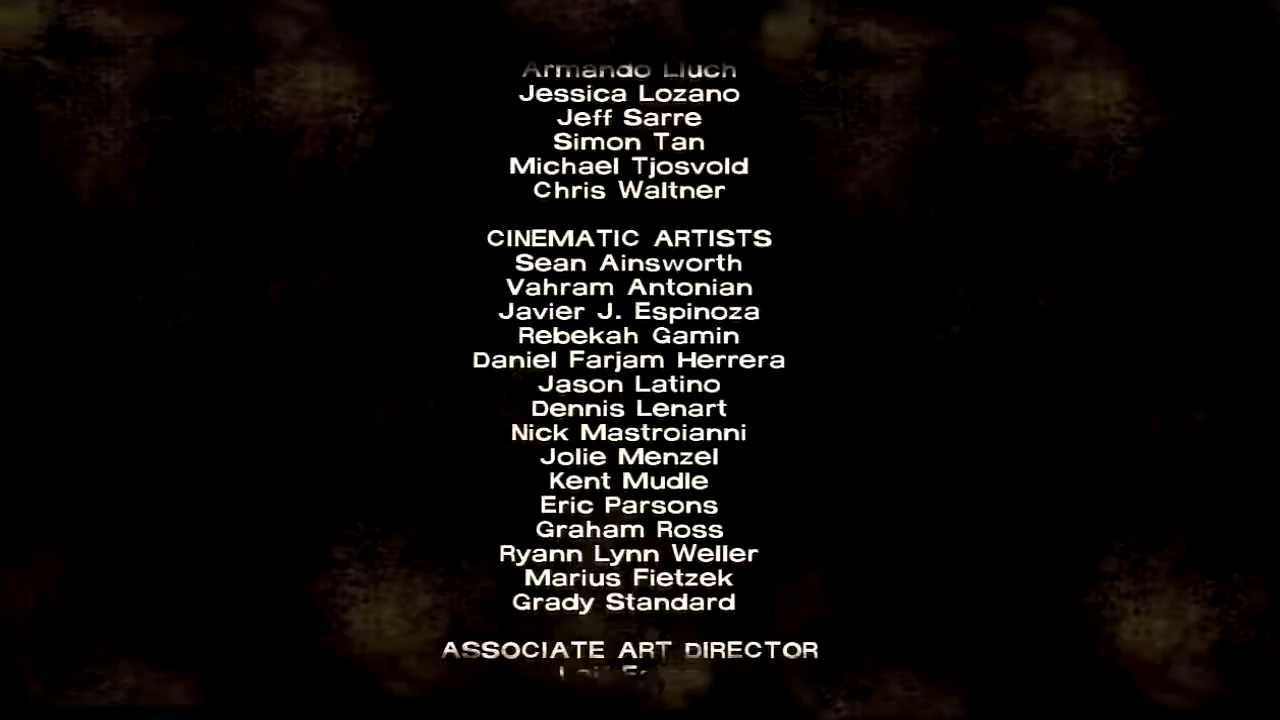 Armando Lluch
Jessica Lozano
Jeff Sarre
Simon Tan
Michael Tjosvold
Chris Waltner
CINEMATIC ARTISTS
Sean Ainsworth
Vahram Antonian
Javier J. Espinoza
Rebekah Gamin
Daniel Farjam Herrera
Jason Latino
Dennis Lenart
Nick Mastroianni
Jolie Menzel
Kent Mudle
Eric Parsons
Graham Ross
Ryann Lynn Weller
Marius Fietzek
Grady Standard
ASSOCIATE ART DIRECTOR